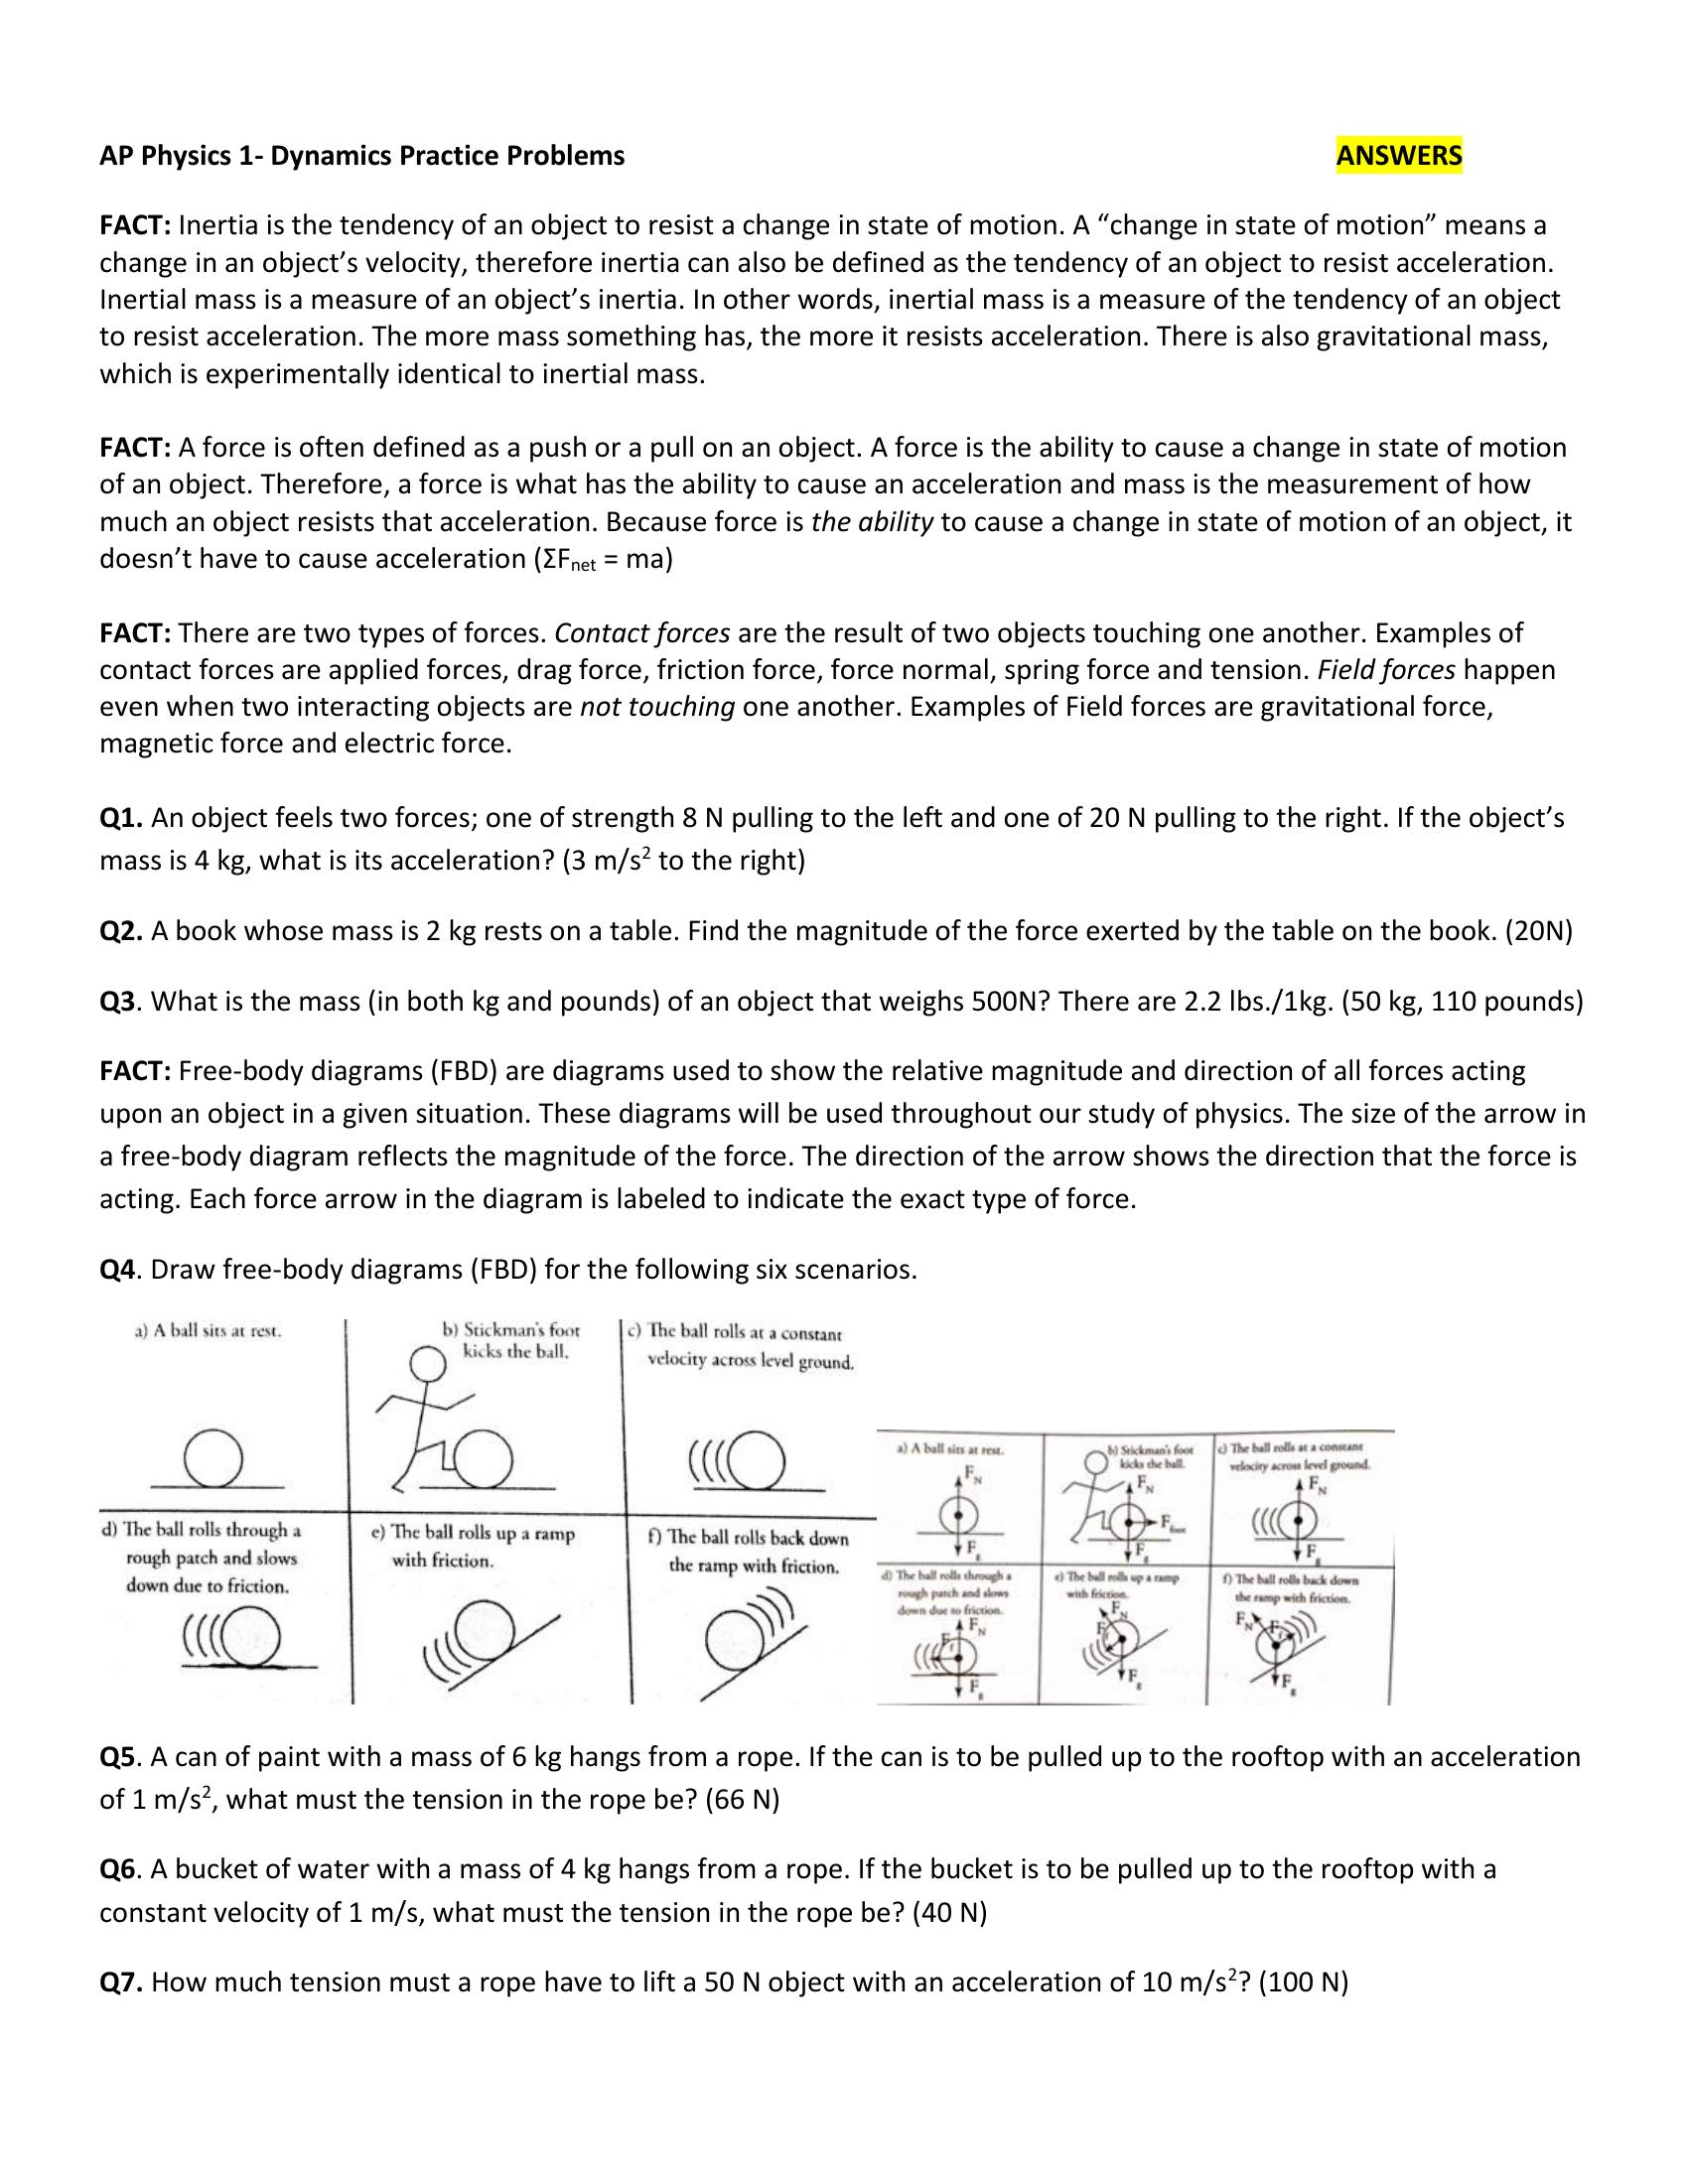 AP Physics 1- Dynamics Practice Problems ANSWERS
FACT: Inertia is the tendency of an object to resist a change in state of motion. A “change in state of motion” means a
change in an object’s velocity, therefore inertia can also be defined as the tendency of an object to resist acceleration.
Inertial mass is a measure of an object’s inertia. In other words, inertial mass is a measure of the tendency of an object
to resist acceleration. The more mass something has, the more it resists acceleration. There is also gravitational mass,
which is experimentally identical to inertial mass.
FACT: A force is often defined as a push or a pull on an object. A force is the ability to cause a change in state of motion
of an object. Therefore, a force is what has the ability to cause an acceleration and mass is the measurement of how
much an object resists that acceleration. Because force is the ability to cause a change in state of motion of an object, it
doesn’t have to cause acceleration (ΣFnet = ma)
FACT: There are two types of forces. Contact forces are the result of two objects touching one another. Examples of
contact forces are applied forces, drag force, friction force, force normal, spring force and tension. Field forces happen
even when two interacting objects are not touching one another. Examples of Field forces are gravitational force,
magnetic force and electric force.
Q1. An object feels two forces; one of strength 8 N pulling to the left and one of 20 N pulling to the right. If the object’s
mass is 4 kg, what is its acceleration? (3 m/s² to the right)
Q2. A book whose mass is 2 kg rests on a table. Find the magnitude of the force exerted by the table on the book. (20N)
Q3. What is the mass (in both kg and pounds) of an object that weighs 500N? There are 2.2 lbs./1kg. (50 kg, 110 pounds)
FACT: Free-body diagrams (FBD) are diagrams used to show the relative magnitude and direction of all forces acting
upon an object in a given situation. These diagrams will be used throughout our study of physics. The size of the arrow in
a free-body diagram reflects the magnitude of the force. The direction of the arrow shows the direction that the force is
acting. Each force arrow in the diagram is labeled to indicate the exact type of force.
Q4. Draw free-body diagrams (FBD) for the following six scenarios.
a) A ball sits at rest.
b) Stickman's foot
kicks the ball.
c) The ball rolls at a constant
velocity across level ground.
d) The ball rolls through a
rough patch and slows
down due to friction.
e) The ball rolls up a ramp
with friction.
f) The ball rolls back down
the ramp with friction.
a) A ball sits at rest.
FN
Fg
b) Stickman's foot
kicks the ball.
FN
Ffoot
Fg
c) The ball rolls at a constant
velocity across level ground.
FN
Fg
d) The ball rolls through a
rough patch and slows
down due to friction.
FN
Ff
Fg
e) The ball rolls up a ramp
with friction.
FN
Ff
Fg
f) The ball rolls back down
the ramp with friction.
FN
Ff
Fg
Q5. A can of paint with a mass of 6 kg hangs from a rope. If the can is to be pulled up to the rooftop with an acceleration
of 1 m/s², what must the tension in the rope be? (66 N)
Q6. A bucket of water with a mass of 4 kg hangs from a rope. If the bucket is to be pulled up to the rooftop with a
constant velocity of 1 m/s, what must the tension in the rope be? (40 N)
Q7. How much tension must a rope have to lift a 50 N object with an acceleration of 10 m/s²? (100 N)